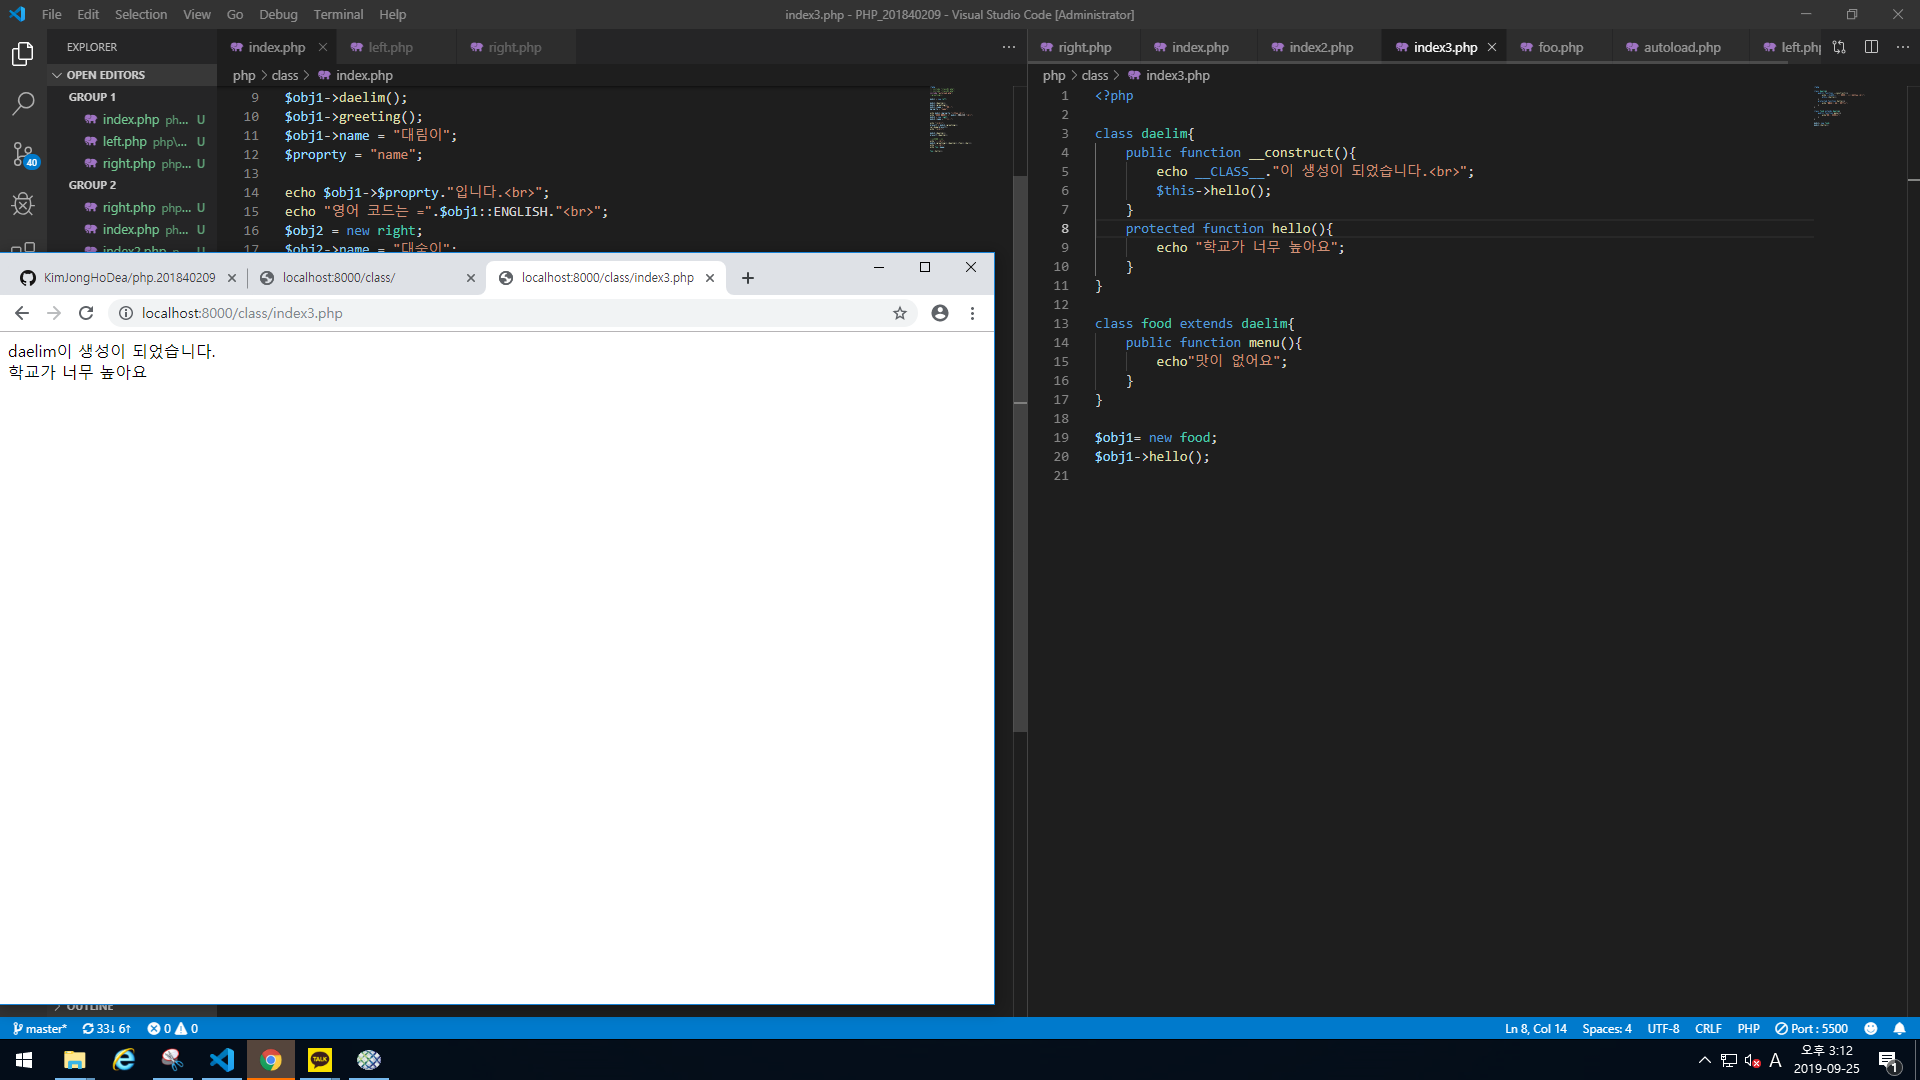 File Edit Selection View Go Debug Terminal Help
index3.php - PHP_201840209 - Visual Studio Code [Administrator]
EXPLORER
OPEN EDITORS
GROUP 1
index.php ph... U
left.php php\... U
right.php php... U
GROUP 2
right.php php... U
index.php ph... U
index2.php ph... U
40
index.php
left.php
right.php
php > class > index.php
9 $obj1->daelim();
10 $obj1->greeting();
11 $obj1->name = "대림이";
12 $proprty = "name";
13
14 echo $obj1->$proprty."입니다.<br>";
15 echo "영어 코드는 =".$obj1::ENGLISH."<br>";
16 $obj2 = new right;
17 $obj2->name = "대숙이";
right.php
index.php
index2.php
index3.php
foo.php
autoload.php
left.php
php > class > index3.php
1 <?php
2
3 class daelim{
4 public function __construct(){
5 echo __CLASS__."이 생성이 되었습니다.<br>";
6 $this->hello();
7 }
8 protected function hello(){
9 echo "학교가 너무 높아요";
10 }
11 }
12
13 class food extends daelim{
14 public function menu(){
15 echo"맛이 없어요";
16 }
17 }
18
19 $obj1= new food;
20 $obj1->hello();
21
KimJongHoDea/php.201840209
localhost:8000/class/
localhost:8000/class/index3.php
localhost:8000/class/index3.php
daelim이 생성이 되었습니다.
학교가 너무 높아요
OUTLINE
master* 33↓ 6↑ 0 0
Ln 8, Col 14 Spaces: 4 UTF-8 CRLF PHP Port : 5500
TALK
A
오후 3:12
2019-09-25
1